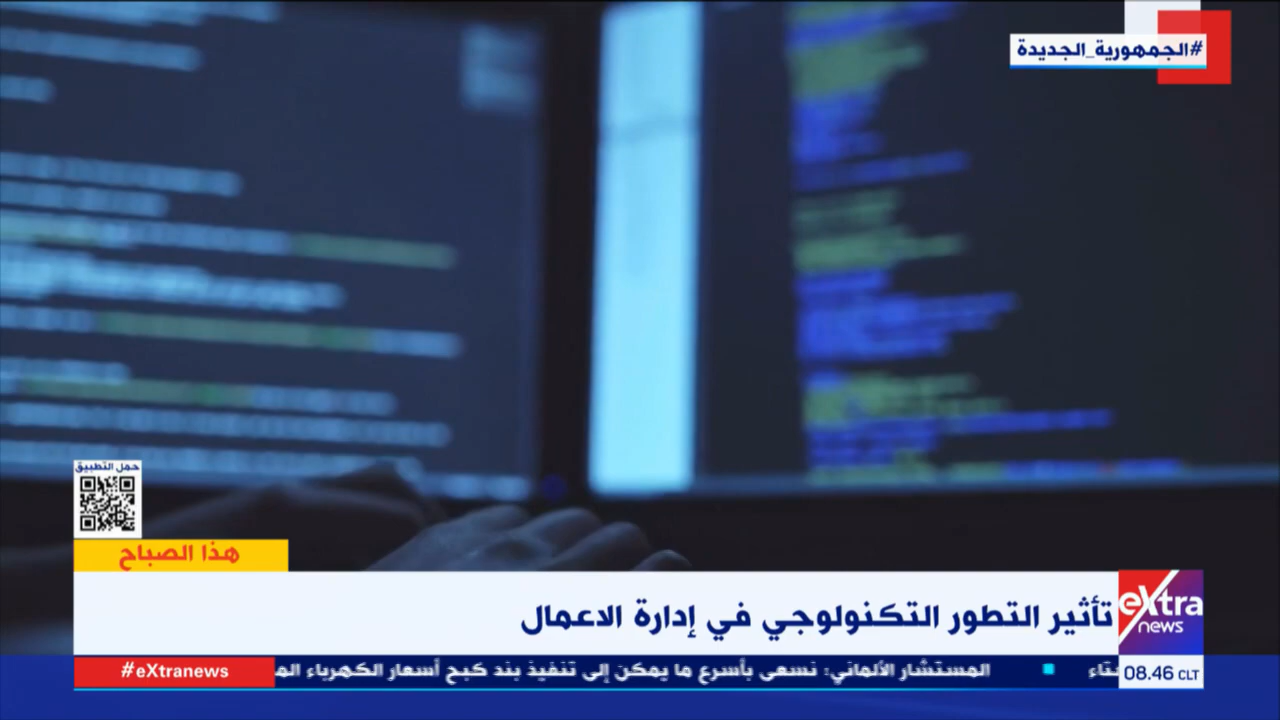 #الجمهورية_الجديدة
حمل التطبيق
هذا الصباح
تأثير التطور التكنولوجي في إدارة الاعمال
eXtra news
#eXtranews
المستشار الألماني: نسعى بأسرع ما يمكن إلى تنفيذ بند كبح أسعار الكهرباء
08.46 CLT